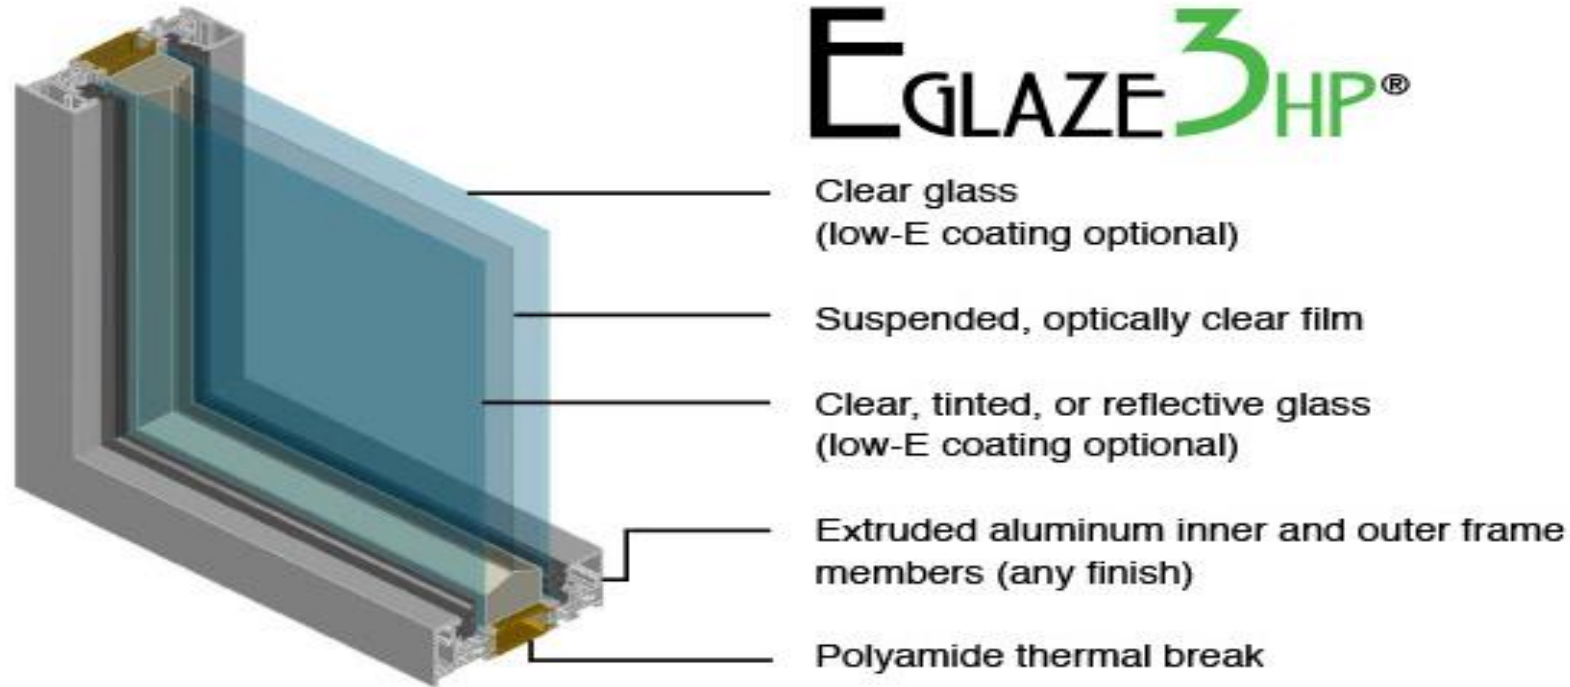 EGLAZE3HP®
Clear glass
(low-E coating optional)
Suspended, optically clear film
Clear, tinted, or reflective glass
(low-E coating optional)
Extruded aluminum inner and outer frame
members (any finish)
Polyamide thermal break